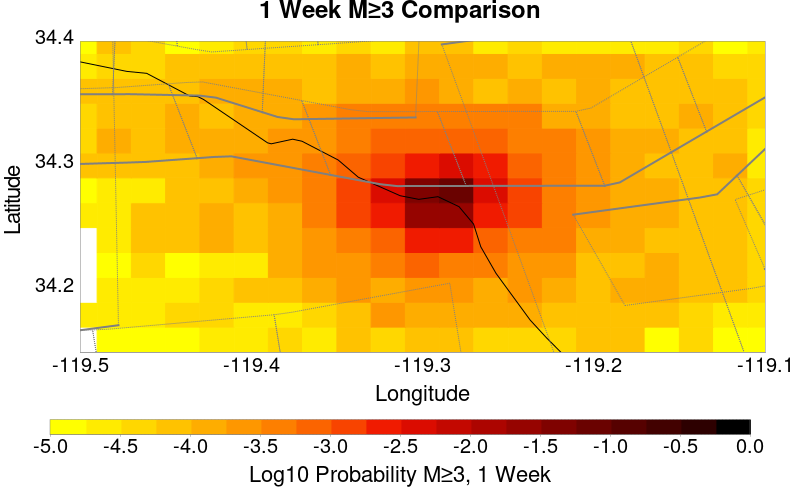 1 Week M≥3 Comparison
34.4
34.3
34.2
Latitude
-119.5 -119.4 -119.3 -119.2 -119.1
Longitude
-5.0 -4.5 -4.0 -3.5 -3.0 -2.5 -2.0 -1.5 -1.0 -0.5 0.0
Log10 Probability M≥3, 1 Week